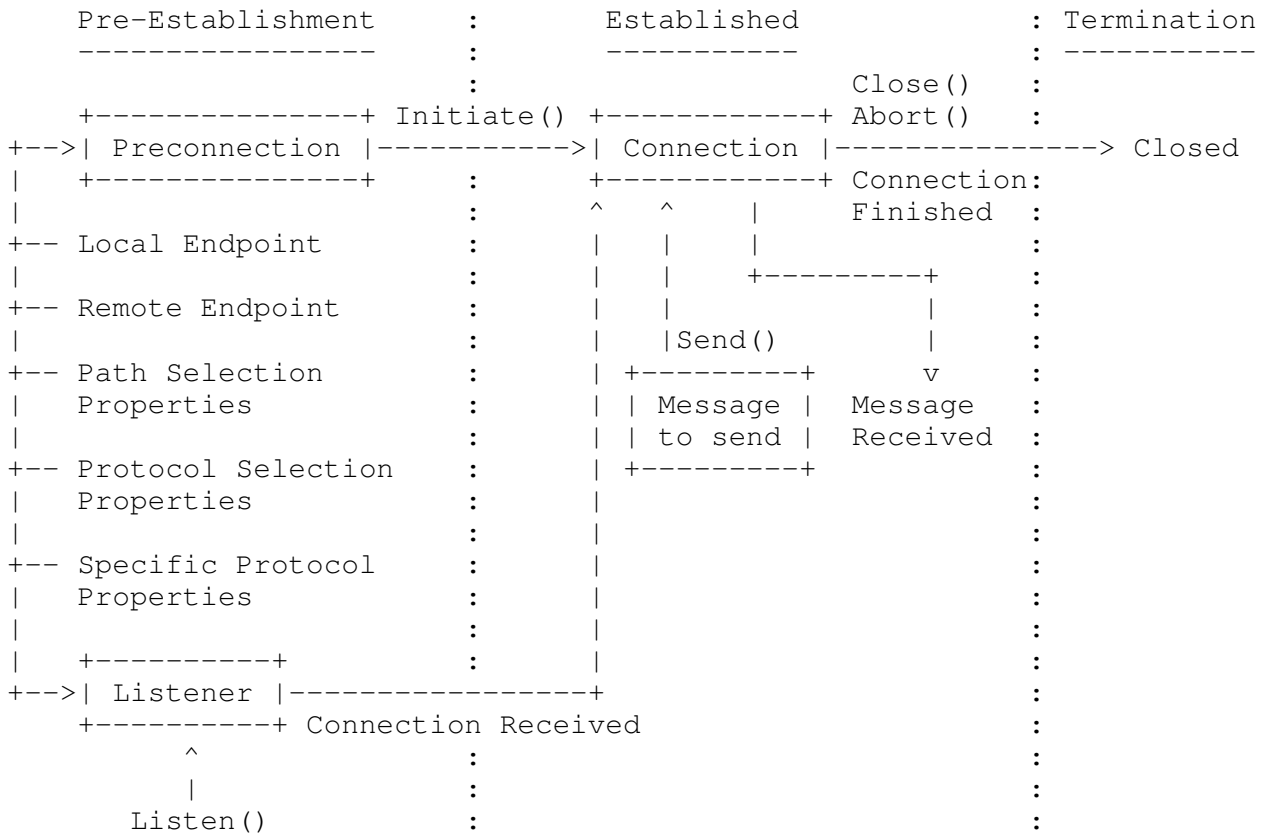 Pre-Establishment : Established : Termination
----------------- : ----------- : -----------
: Close() :
+---------------+ Initiate() +------------+ Abort() :
+-->| Preconnection |----------->| Connection |---------------> Closed
| +---------------+ : +------------+ Connection:
| : ^ ^ | Finished :
+-- Local Endpoint : | | | :
| : | | +---------+ :
+-- Remote Endpoint : | | | :
| : | |Send() | :
+-- Path Selection : | +---------+ v :
| Properties : | | Message | Message :
| : | | to send | Received :
+-- Protocol Selection : | +---------+ :
| Properties : | :
| : | :
+-- Specific Protocol : | :
| Properties : | :
| : | :
| +----------+ : | :
+-->| Listener |-----------------+ :
+----------+ Connection Received :
^ : :
| : :
Listen() : :